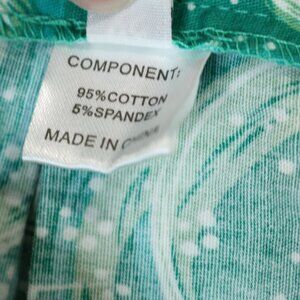 COMPONENT:
95%COTTON
5%SPANDEX
MADE IN CHINA